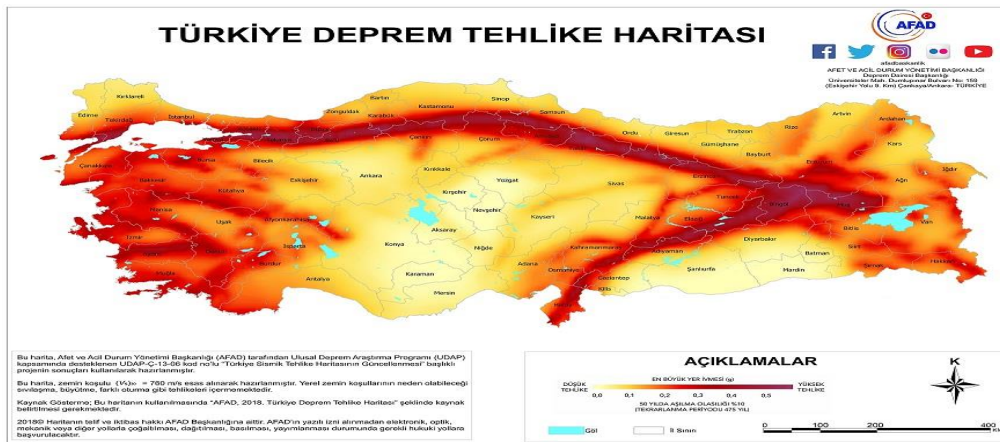 TÜRKİYE DEPREM TEHLİKE HARİTASI
AFAD
afadbaskanlik
AFET VE ACİL DURUM YÖNETİMİ BAŞKANLIĞI
Deprem Dairesi Başkanlığı
Üniversiteler Mah. Dumlupınar Bulvarı No: 159
(Eskişehir Yolu 9. Km) Çankaya/Ankara- TÜRKİYE
Kırklareli
Edirne
Tekirdağ
İstanbul
Zonguldak
Bartın
Karabük
Kastamonu
Sinop
Samsun
Ordu
Giresun
Trabzon
Rize
Artvin
Ardahan
Kars
Gümüşhane
Bayburt
Iğdır
Ağrı
Çanakkale
Bursa
Bilecik
Eskişehir
Ankara
Çankırı
Çorum
Kırıkkale
Yozgat
Sivas
Tunceli
Balıkesir
Kütahya
Kırşehir
Manisa
Uşak
Afyonkarahisar
Nevşehir
Kayseri
Malatya
Elazığ
Bingöl
Muş
Bitlis
Van
İzmir
Aksaray
Konya
Niğde
Isparta
Burdur
Muğla
Antalya
Karaman
Mersin
Adana
Osmaniye
Kahramanmaraş
Adıyaman
Gaziantep
Kilis
Şanlıurfa
Diyarbakır
Batman
Mardin
Siirt
Şırnak
Hakkari
Bu harita, Afet ve Acil Durum Yönetimi Başkanlığı (AFAD) tarafından Ulusal Deprem Araştırma Programı (UDAP)
kapsamında desteklenen UDAP-Ç-13-06 kod no'lu "Türkiye Sismik Tehlike Haritasının Güncellenmesi" başlıklı
projenin sonuçları kullanılarak hazırlanmıştır.
Bu harita, zemin koşulu = 760 m/s esas alınarak hazırlanmıştır. Yerel zemin koşullarının neden olabileceği
sıvılaşma, büyütme, farklı oturma gibi tehlikeleri içermemektedir.
Kaynak Gösterme; Bu haritanın kullanılmasında "AFAD, 2018, Türkiye Deprem Tehlike Haritası" şeklinde kaynak
belirtilmesi gerekmektedir.
2018© Haritanın telif ve iktibas hakkı AFAD Başkanlığına aittir. AFAD'ın yazılı izni alınmadan elektronik, optik,
mekanik veya diğer yollarla çoğaltılması, dağıtılması, basılması, yayınlanması durumunda gerekli hukuki yollara
başvurulacaktır.
AÇIKLAMALAR
EN BÜYÜK YER İVMESİ (g)
DÜŞÜK TEHLİKE
YÜKSEK TEHLİKE
0,0 0,1 0,2 0,3 0,4 0,5
50 YILDA AŞILMA OLASILIĞI %10
(TEKRARLANMA PERİYODU 475 YIL)
Göl
İl Sınırı
K
0 50 100 200 300 400